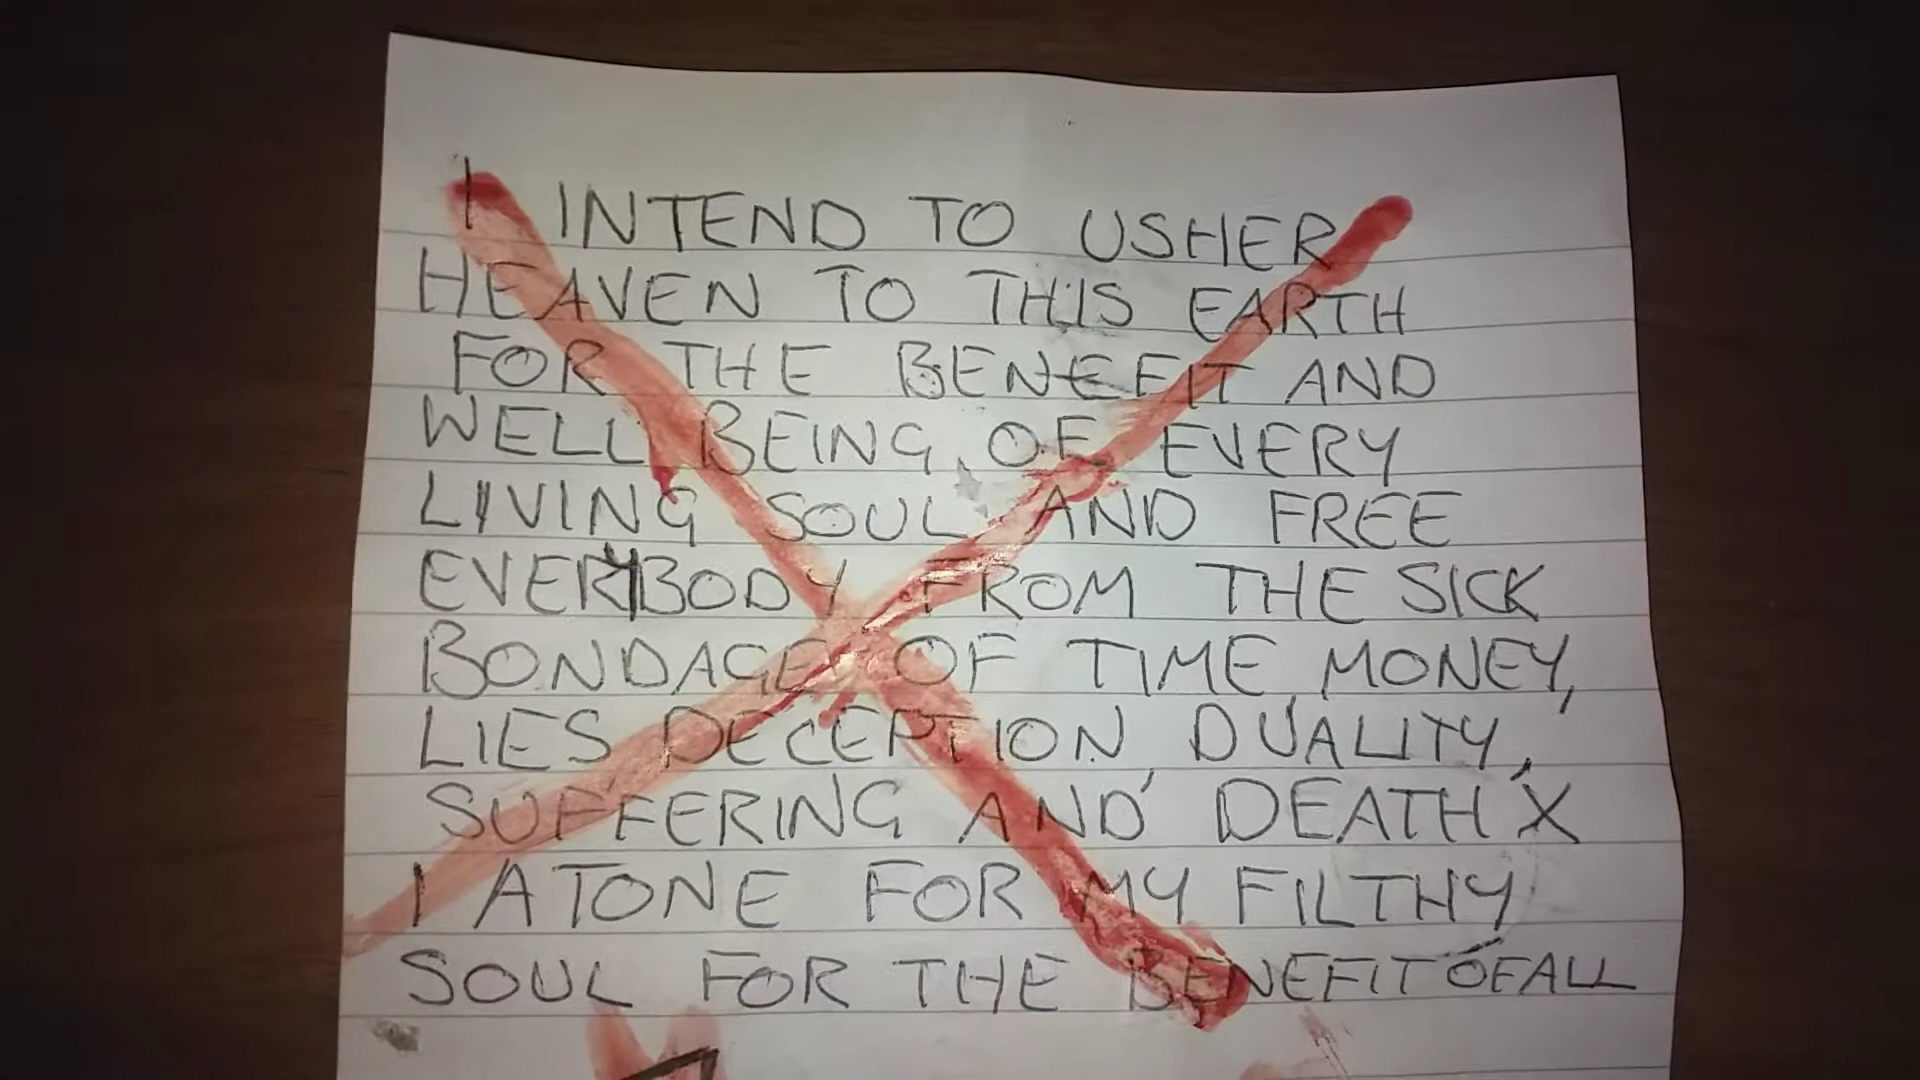 I INTEND TO USHER
HEAVEN TO THIS EARTH
FOR THE BENEFIT AND
WELL BEING OF EVERY
LIVING SOUL AND FREE
EVERYBODY FROM THE SICK
BONDAGE OF TIME, MONEY,
LIES DECEPTION, DUALITY,
SUFFERING AND DEATH X
I ATONE FOR MY FILTHY
SOUL FOR THE BENEFIT OF ALL